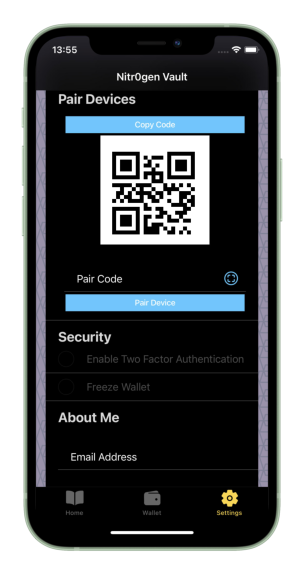 13:55
Nitr0gen Vault
Pair Devices
Copy Code
Pair Code
Pair Device
Security
Enable Two Factor Authentication
Freeze Wallet
About Me
Email Address
Home
Wallet
Settings